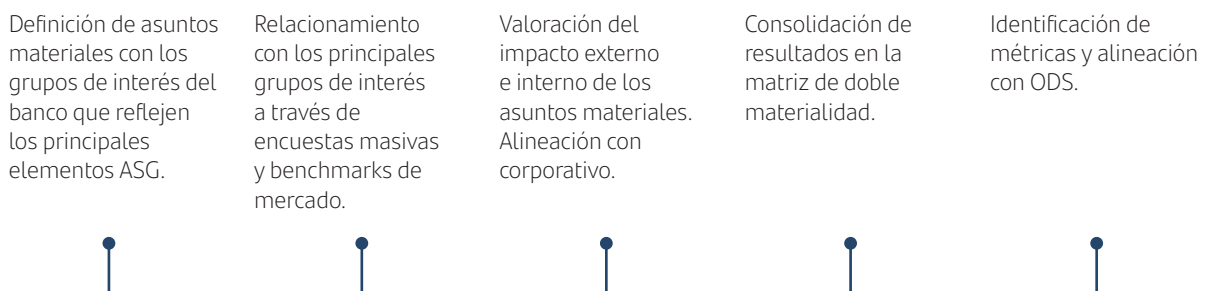 Definición de asuntos
materiales con los
grupos de interés del
banco que reflejen
los principales
elementos ASG.
Relacionamiento
con los principales
grupos de interés
a través de
encuestas masivas
y benchmarks de
mercado.
Valoración del
impacto externo
e interno de los
asuntos materiales.
Alineación con
corporativo.
Consolidación de
resultados en la
matriz de doble
materialidad.
Identificación de
métricas y alineación
con ODS.